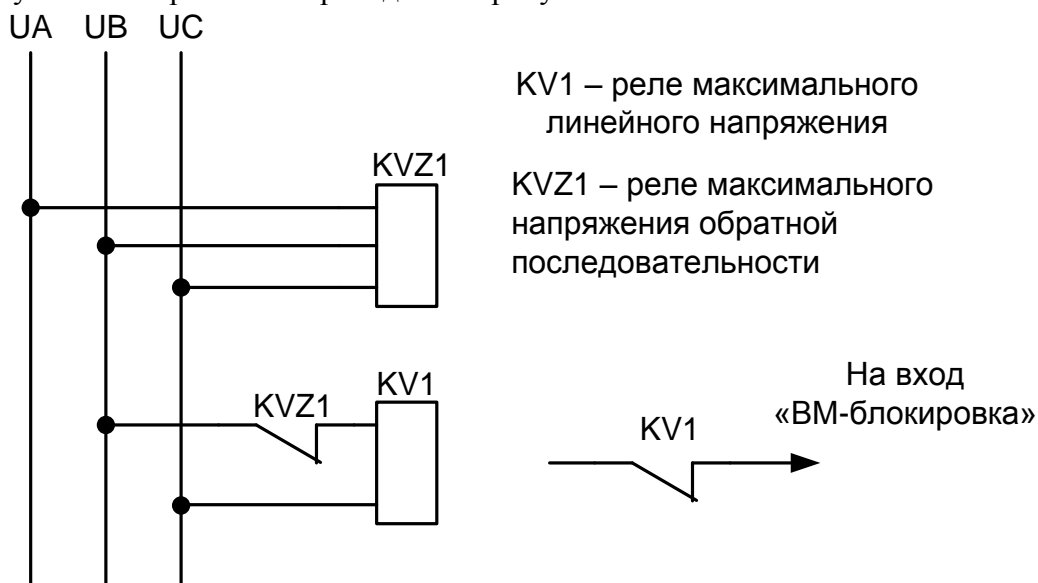 UA UB UC
KV1 – реле максимального
линейного напряжения
KVZ1
KVZ1 – реле максимального
напряжения обратной
последовательности
KV1
KVZ1
На вход
«ВМ-блокировка»
KV1